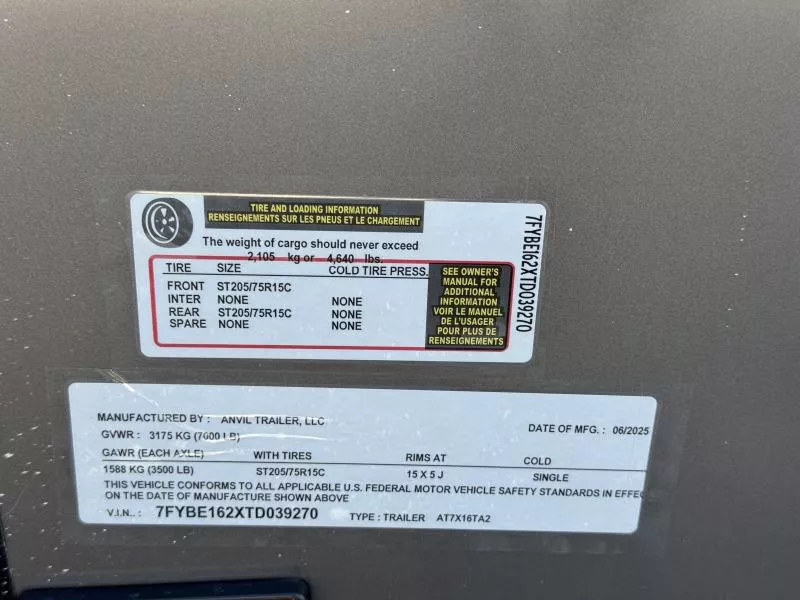 TIRE AND LOADING INFORMATION
RENSEIGNEMENTS SUR LES PNEUS ET LE CHARGEMENT
The weight of cargo should never exceed
2,105 kg or 4,640 lbs.
TIRE SIZE COLD TIRE PRESS.
FRONT ST205/75R15C
INTER NONE NONE
REAR ST205/75R15C NONE
SPARE NONE NONE
SEE OWNER'S
MANUAL FOR
ADDITIONAL
INFORMATION
VOIR LE MANUEL
DE L'USAGER
POUR PLUS DE
RENSEIGNEMENTS
7FYBE162XTD039270
MANUFACTURED BY : ANVIL TRAILER, LLC
DATE OF MFG. : 06/2025
GVWR : 3175 KG (7000 LB)
GAWR (EACH AXLE) WITH TIRES RIMS AT COLD
1588 KG (3500 LB) ST205/75R15C 15 X 5 J SINGLE
THIS VEHICLE CONFORMS TO ALL APPLICABLE U.S. FEDERAL MOTOR VEHICLE SAFETY STANDARDS IN EFFEC
ON THE DATE OF MANUFACTURE SHOWN ABOVE
V.I.N.. : 7FYBE162XTD039270 TYPE : TRAILER AT7X16TA2